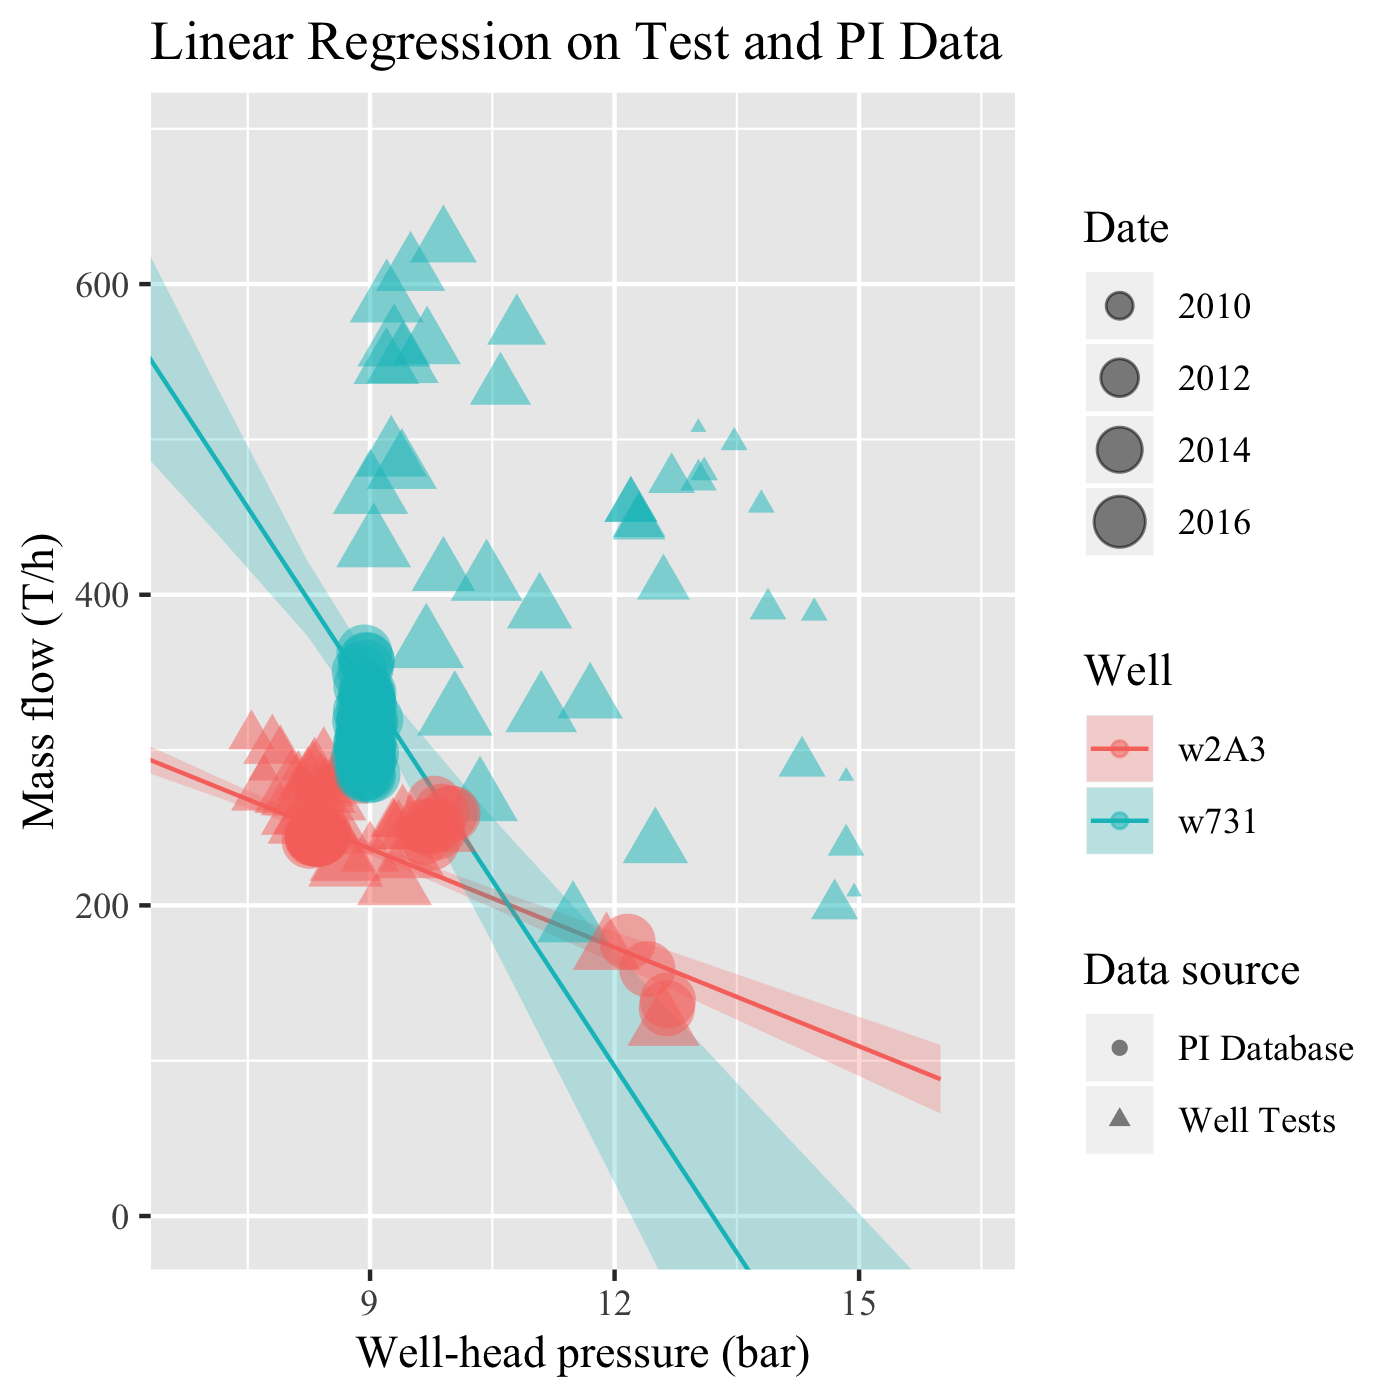 Linear Regression on Test and PI Data
Mass flow (T/h)
600
400
200
0
9
12
15
Well-head pressure (bar)
Date
2010
2012
2014
2016
Well
w2A3
w731
Data source
PI Database
Well Tests